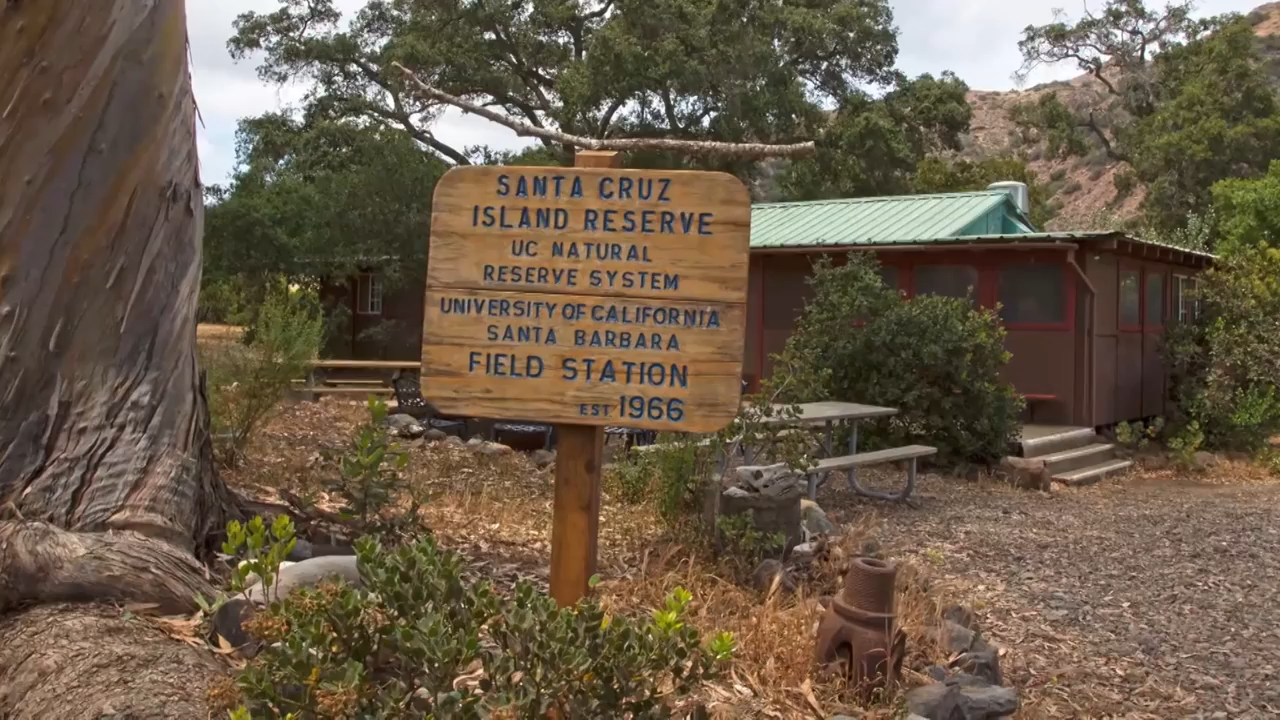 SANTA CRUZ
ISLAND RESERVE
UC NATURAL
RESERVE SYSTEM
UNIVERSITY OF CALIFORNIA
SANTA BARBARA
FIELD STATION
EST 1966